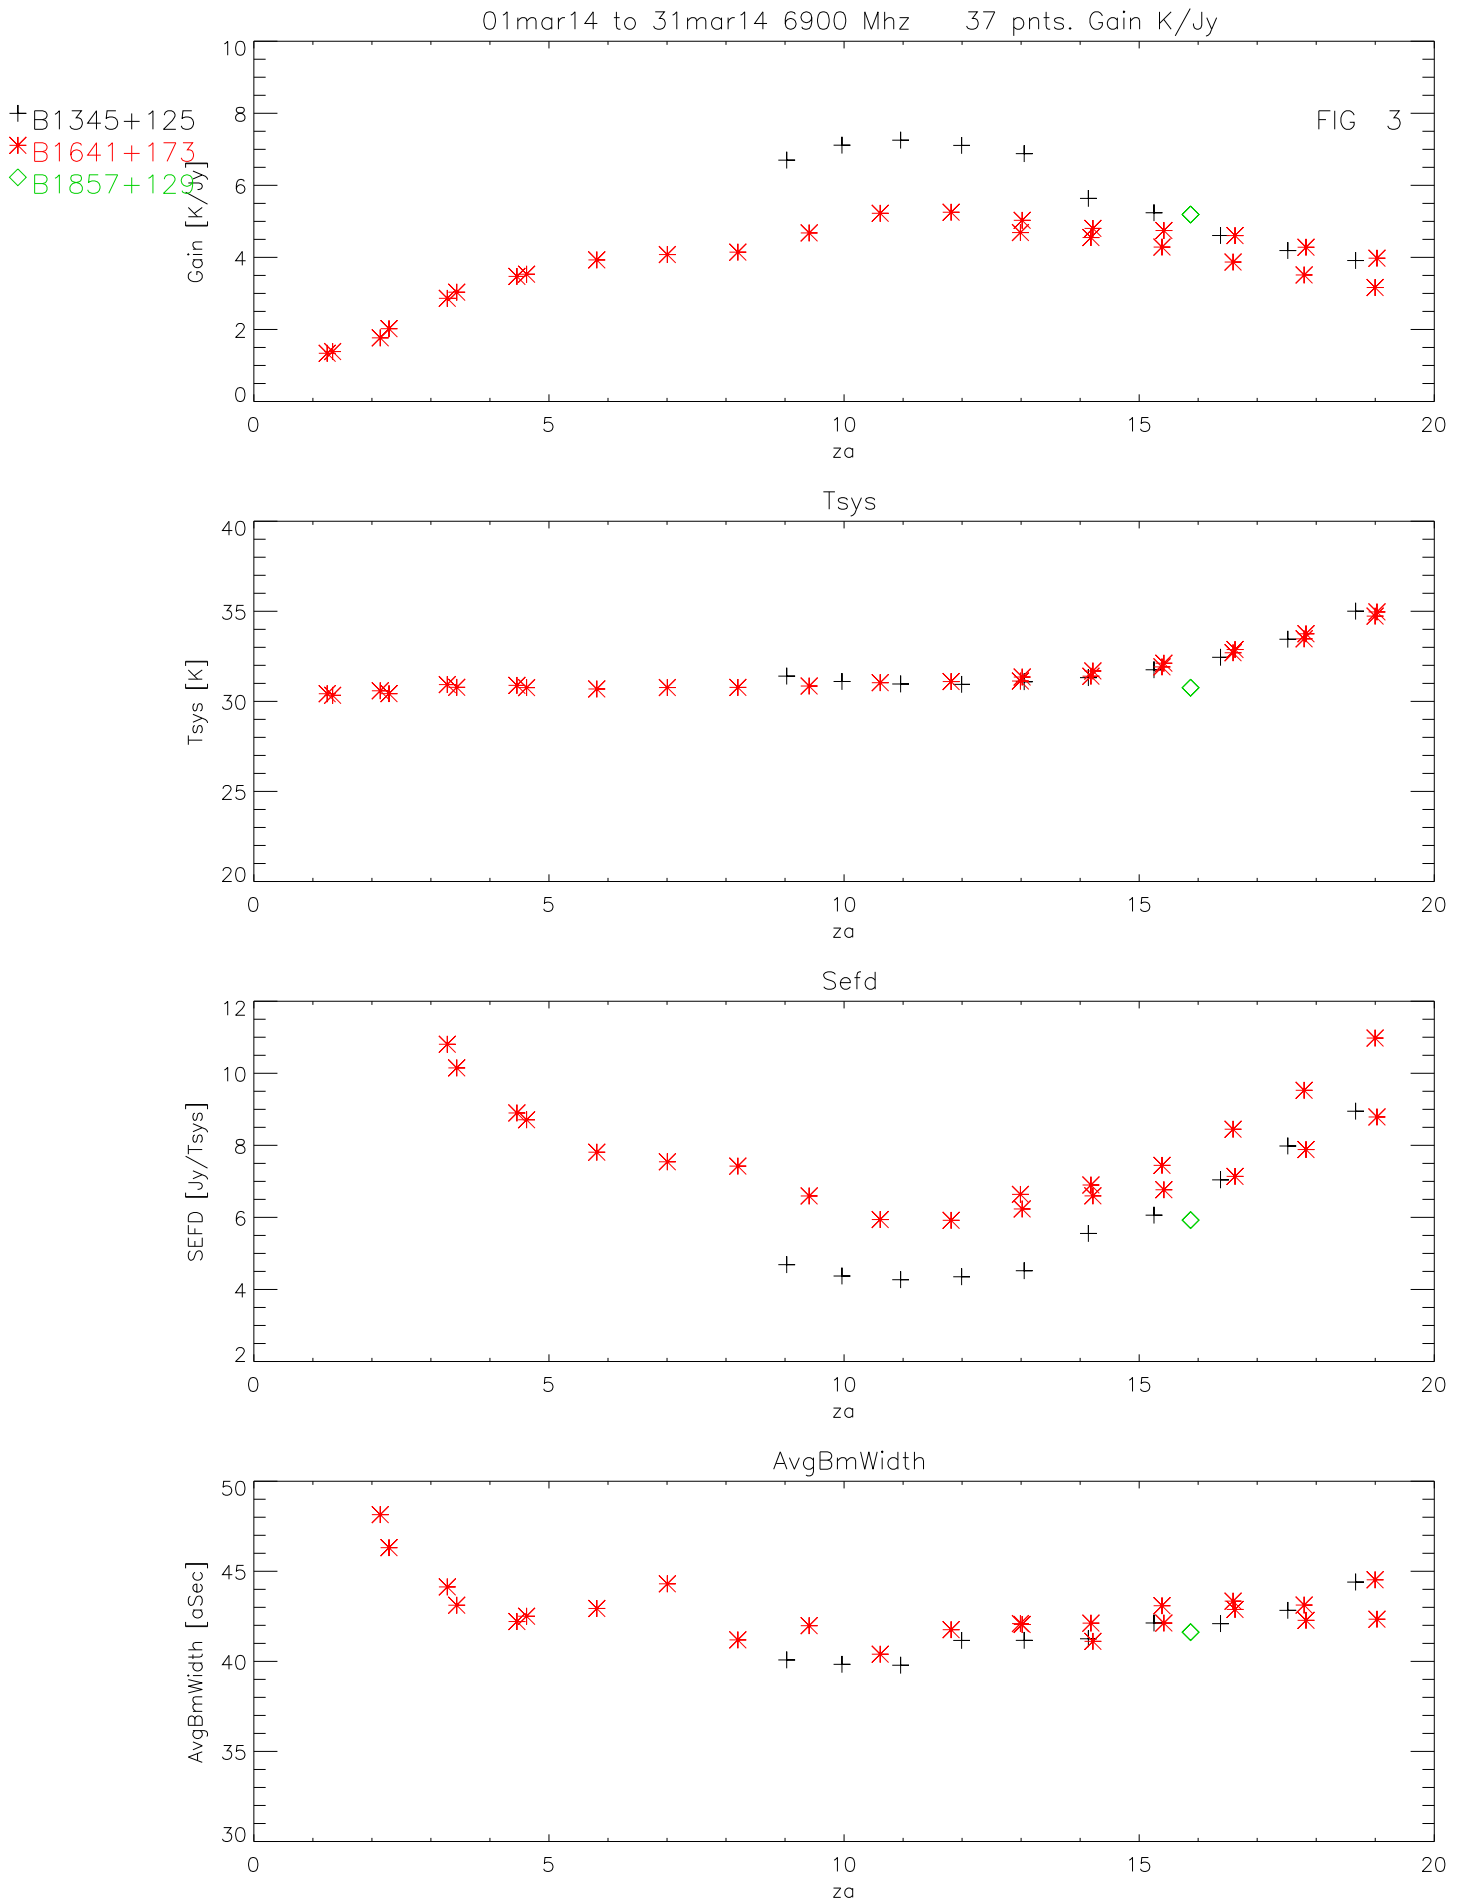 01mar14 to 31mar14 6900 Mhz 37 pnts. Gain K/Jy
B1345+125
B1641+173
B1857+129
FIG 3
Gain [K/Jy]
10
8
6
4
2
0
0 5 10 15 20
za
Tsys
Tsys [K]
40
35
30
25
20
0 5 10 15 20
za
Sefd
SEFD [Jy/Tsys]
12
10
8
6
4
2
0 5 10 15 20
za
AvgBmWidth
AvgBmWidth [aSec]
50
45
40
35
30
0 5 10 15 20
za